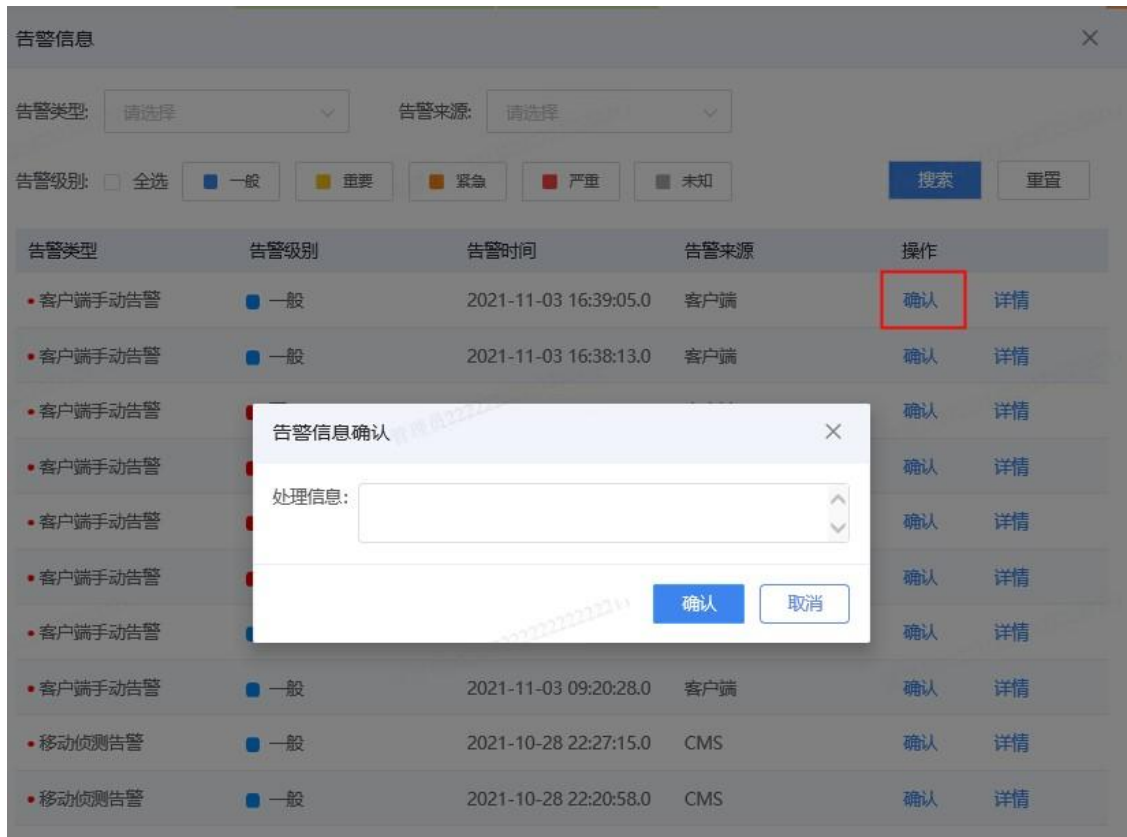 告警信息
告警类型: 请选择 告警来源: 请选择
告警级别: 全选 一般 重要 紧急 严重 未知 搜索 重置
告警类型 告警级别 告警时间 告警来源 操作
客户端手动告警 一般 2021-11-03 16:39:05.0 客户端 确认 详情
客户端手动告警 一般 2021-11-03 16:38:13.0 客户端 确认 详情
客户端手动告警 确认 详情
告警信息确认
客户端手动告警 确认 详情
处理信息:
客户端手动告警 确认 详情
客户端手动告警 确认 详情
确认 取消
客户端手动告警 确认 详情
客户端手动告警 一般 2021-11-03 09:20:28.0 客户端 确认 详情
移动侦测告警 一般 2021-10-28 22:27:15.0 CMS 确认 详情
移动侦测告警 一般 2021-10-28 22:20:58.0 CMS 确认 详情